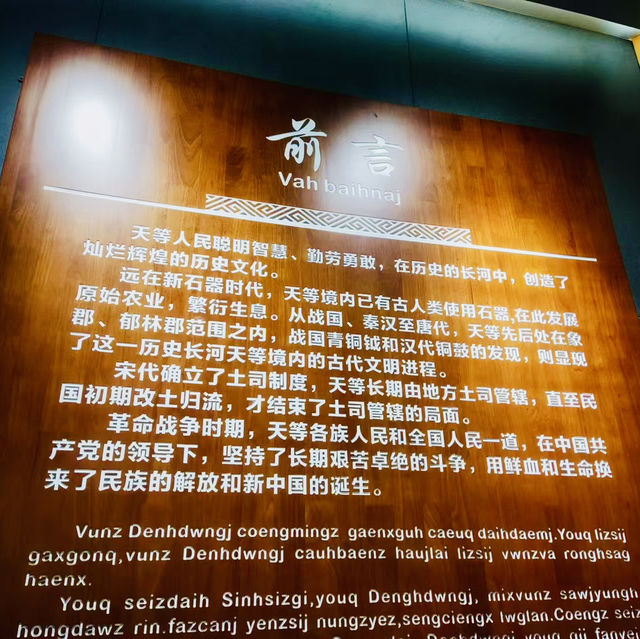 前言
Vah baihnaj
天等人民聪明智慧、勤劳勇敢，在历史的长河中，创造了
灿烂辉煌的历史文化。
远在新石器时代，天等境内已有古人类使用石器,在此发展
原始农业，繁衍生息。从战国、秦汉至唐代，天等先后处在象
郡、郁林郡范围之内，战国青铜钺和汉代铜鼓的发现，则显现
了这一历史长河天等境内的古代文明进程。
宋代确立了土司制度，天等长期由地方土司管辖，直至民
国初期改土归流，才结束了土司管辖的局面。
革命战争时期，天等各族人民和全国人民一道，在中国共
产党的领导下，坚持了长期艰苦卓绝的斗争，用鲜血和生命换
来了民族的解放和新中国的诞生。
Vunz Denhdwngj coengmingz gaenxguh caeuq daihdaemj.Youq lizsij
gaxgonq,vunz Denhdwngj cauhbaenz haujlai lizsij vwnzva ronghsag
haenx.
Youq seizdaih Sinhsizgi,youq Denghdwngj, mixvunz sawjyungh
hongdawz rin.fazcanj yenzsij nungzyez,sengciengx lwglan.Coengz seiz